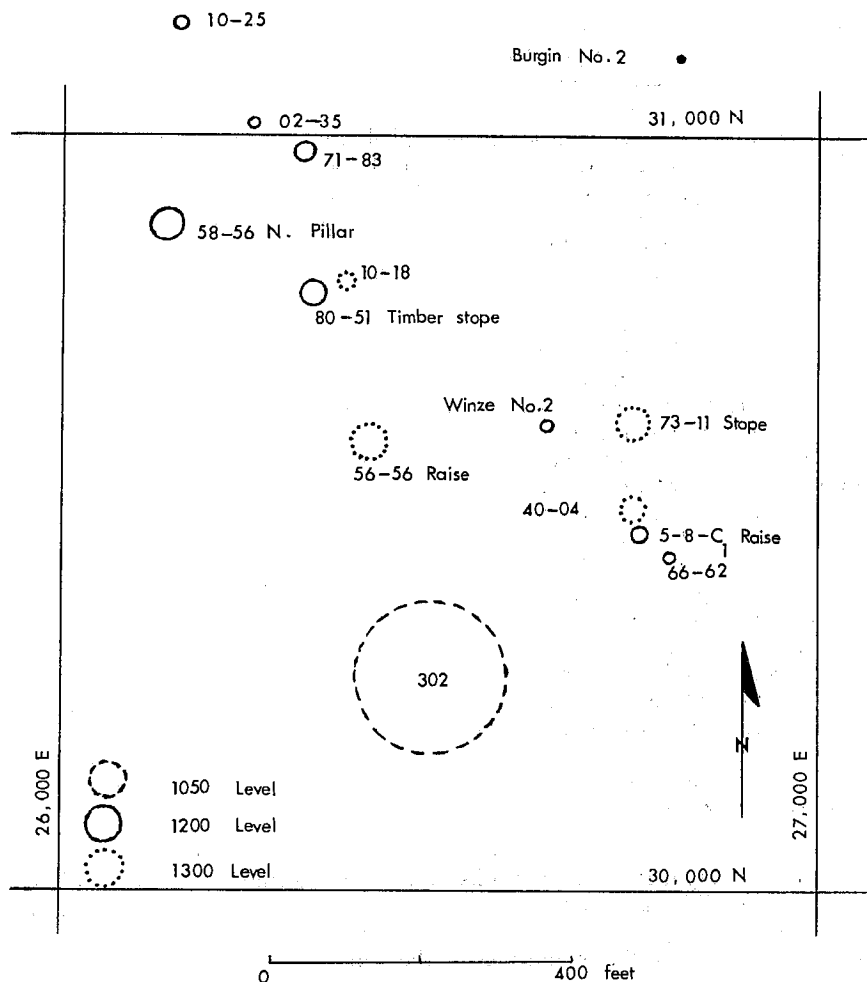 10-25
Burgin No.2
02-35
31,000 N
71-83
58-56 N. Pillar
10-18
80-51 Timber stope
Winze No.2
73-11 Stope
56-56 Raise
40-04
5-8-C1 Raise
66-62
302
N
26,000 E
27,000 E
1050 Level
1200 Level
1300 Level
30,000 N
0 400 feet